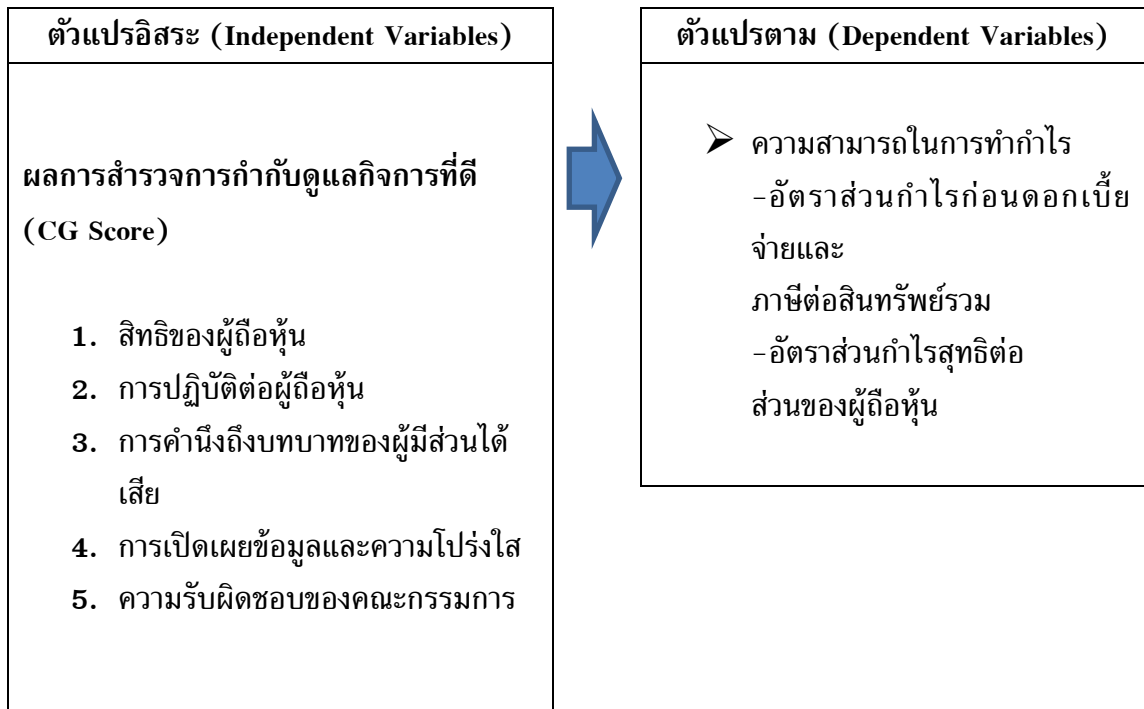 ตัวแปรอิสระ (Independent Variables)
ผลการสำรวจการกำกับดูแลกิจการที่ดี
(CG Score)
1. สิทธิของผู้ถือหุ้น
2. การปฏิบัติต่อผู้ถือหุ้น
3. การคำนึงถึงบทบาทของผู้มีส่วนได้
เสีย
4. การเปิดเผยข้อมูลและความโปร่งใส
5. ความรับผิดชอบของคณะกรรมการ
ตัวแปรตาม (Dependent Variables)
➢ ความสามารถในการทำกำไร
-อัตราส่วนกำไรก่อนดอกเบี้ย
จ่ายและ
ภาษีต่อสินทรัพย์รวม
-อัตราส่วนกำไรสุทธิต่อ
ส่วนของผู้ถือหุ้น